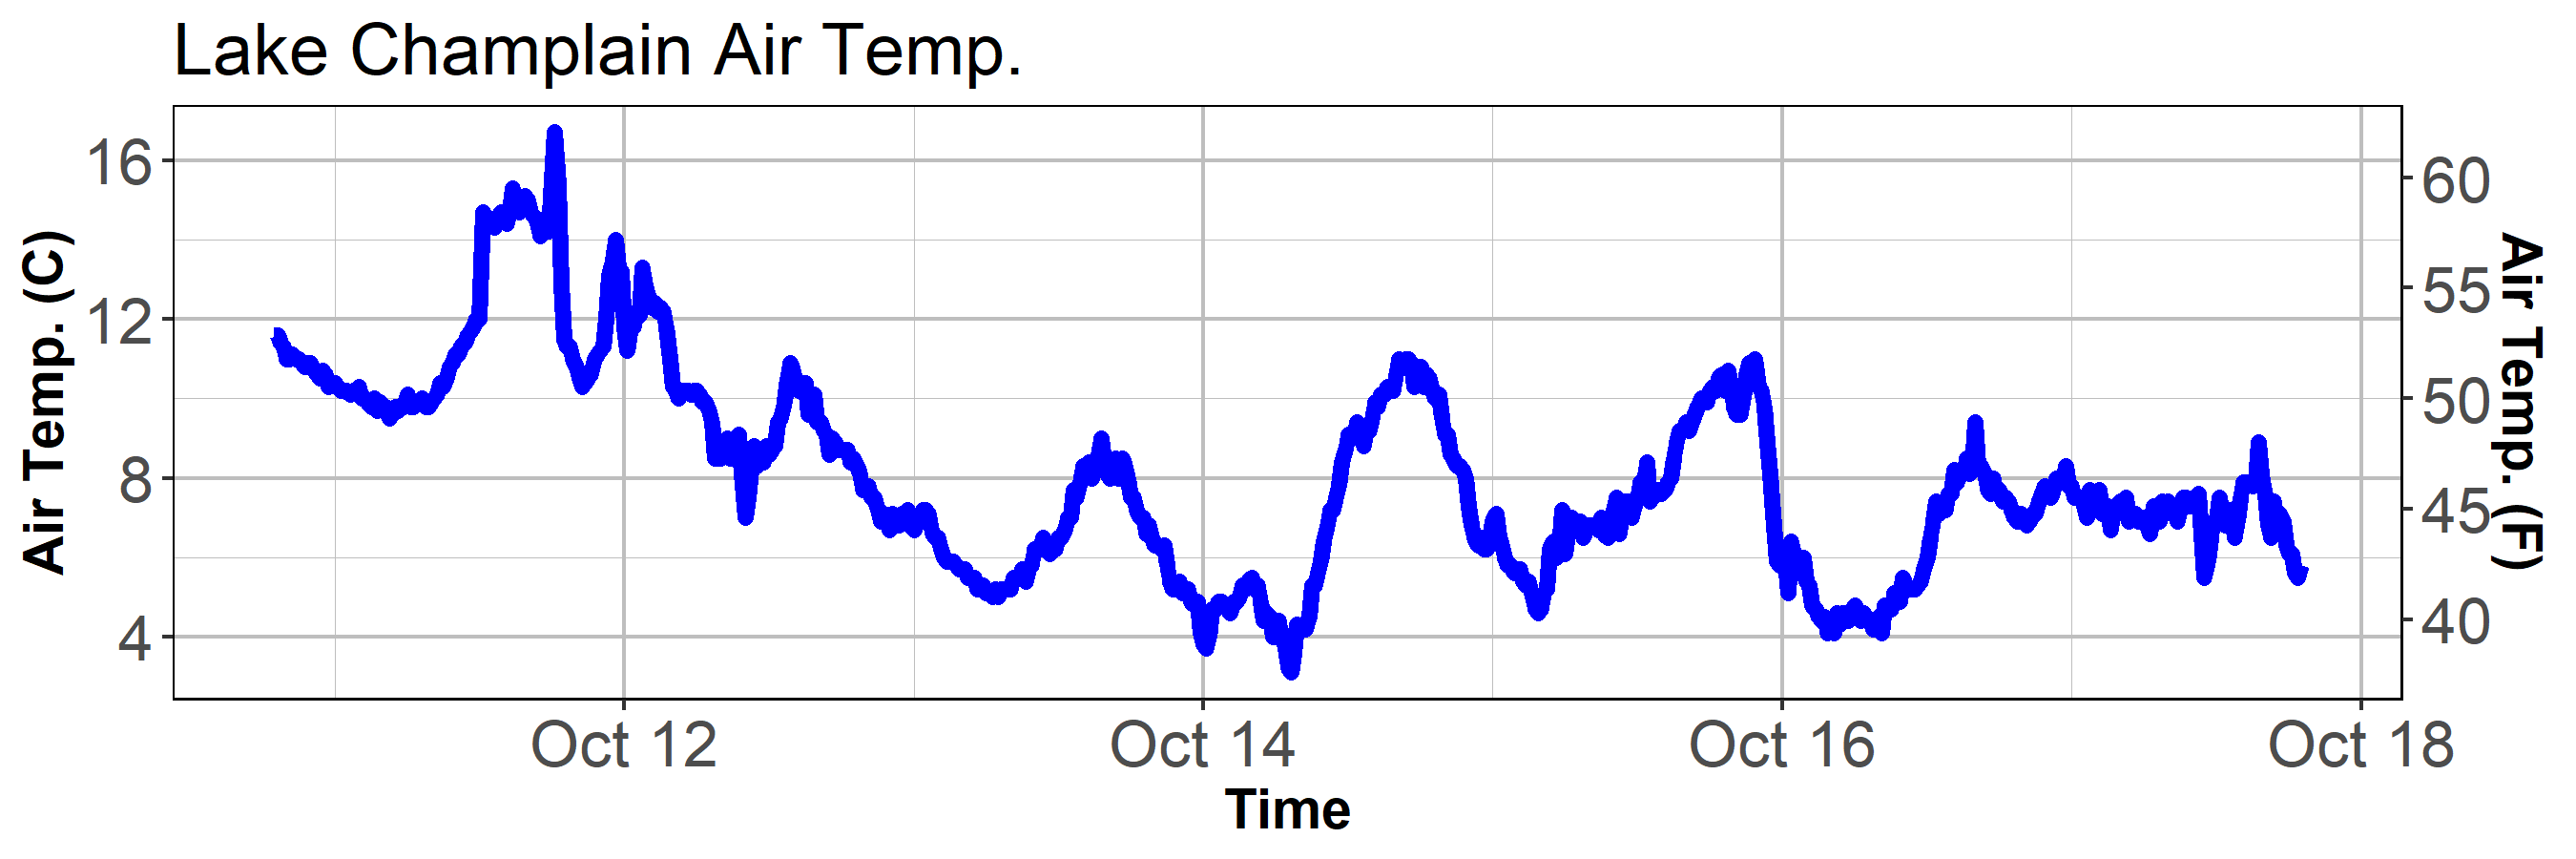 Lake Champlain Air Temp.
Air Temp. (C)
16
12
8
4
60
55
50
45
40
Air Temp. (F)
Oct 12
Oct 14
Oct 16
Oct 18
Time